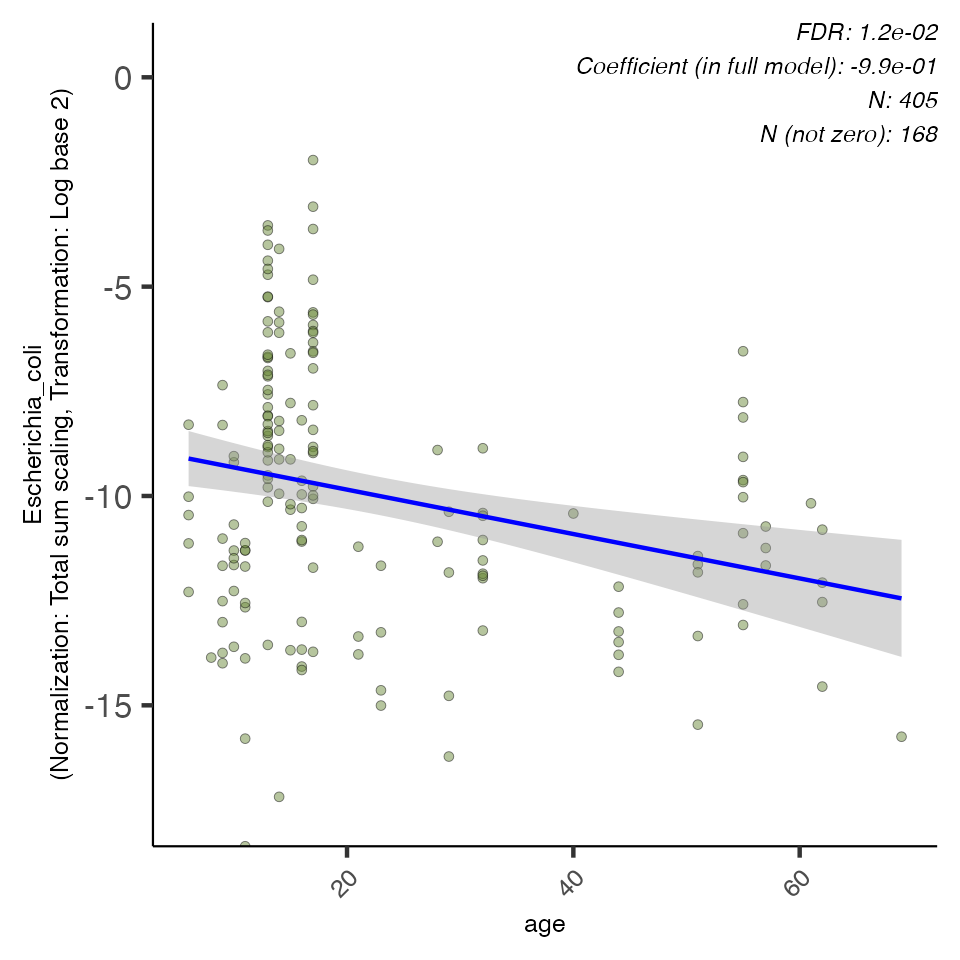 FDR: 1.2e-02
Coefficient (in full model): -9.9e-01
N: 405
N (not zero): 168
Escherichia_coli
(Normalization: Total sum scaling, Transformation: Log base 2)
0
-5
-10
-15
20
40
60
age